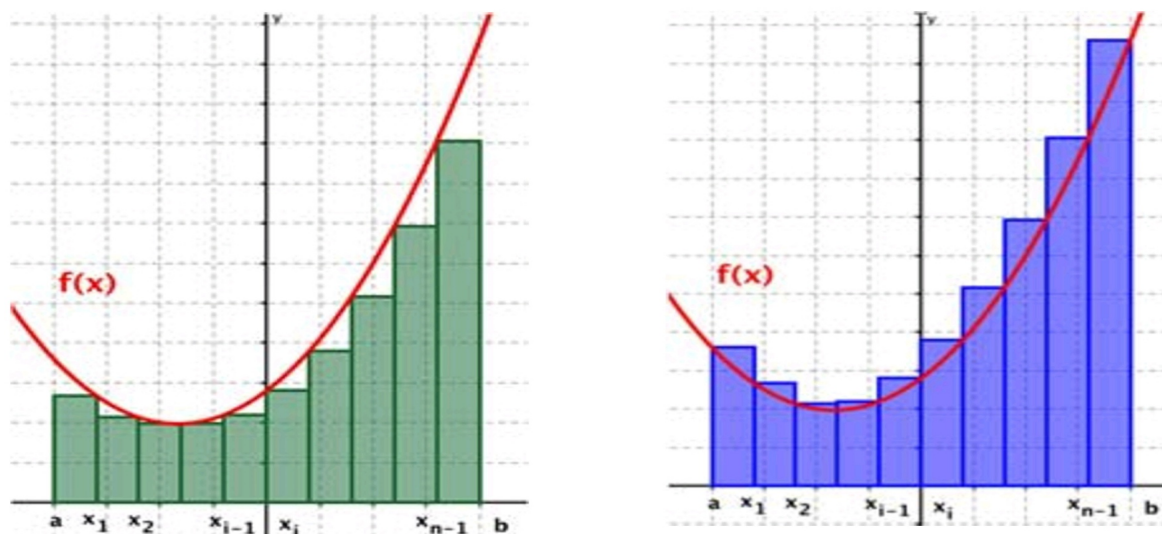 y
f(x)
a x₁ x₂ xᵢ₋₁ xᵢ xₙ₋₁ b
y
f(x)
a x₁ x₂ xᵢ₋₁ xᵢ xₙ₋₁ b